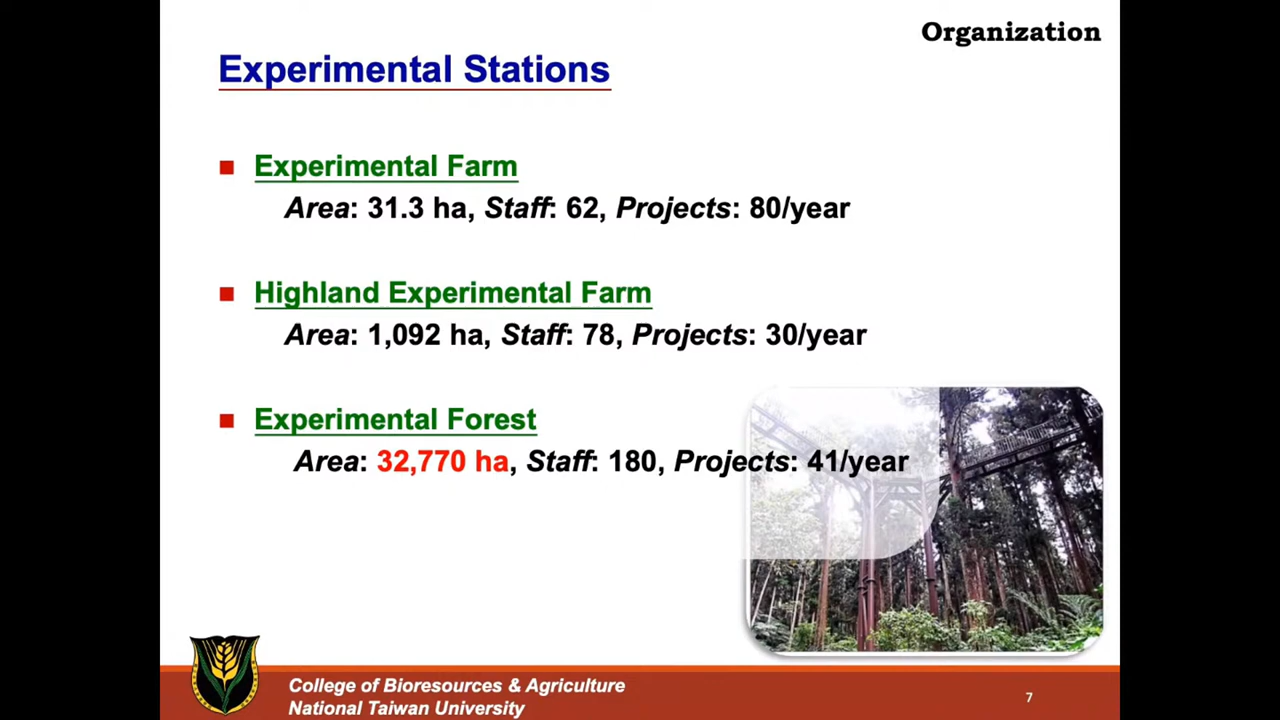 Organization
Experimental Stations
Experimental Farm
Area: 31.3 ha, Staff: 62, Projects: 80/year
Highland Experimental Farm
Area: 1,092 ha, Staff: 78, Projects: 30/year
Experimental Forest
Area: 32,770 ha, Staff: 180, Projects: 41/year
College of Bioresources & Agriculture
National Taiwan University
7